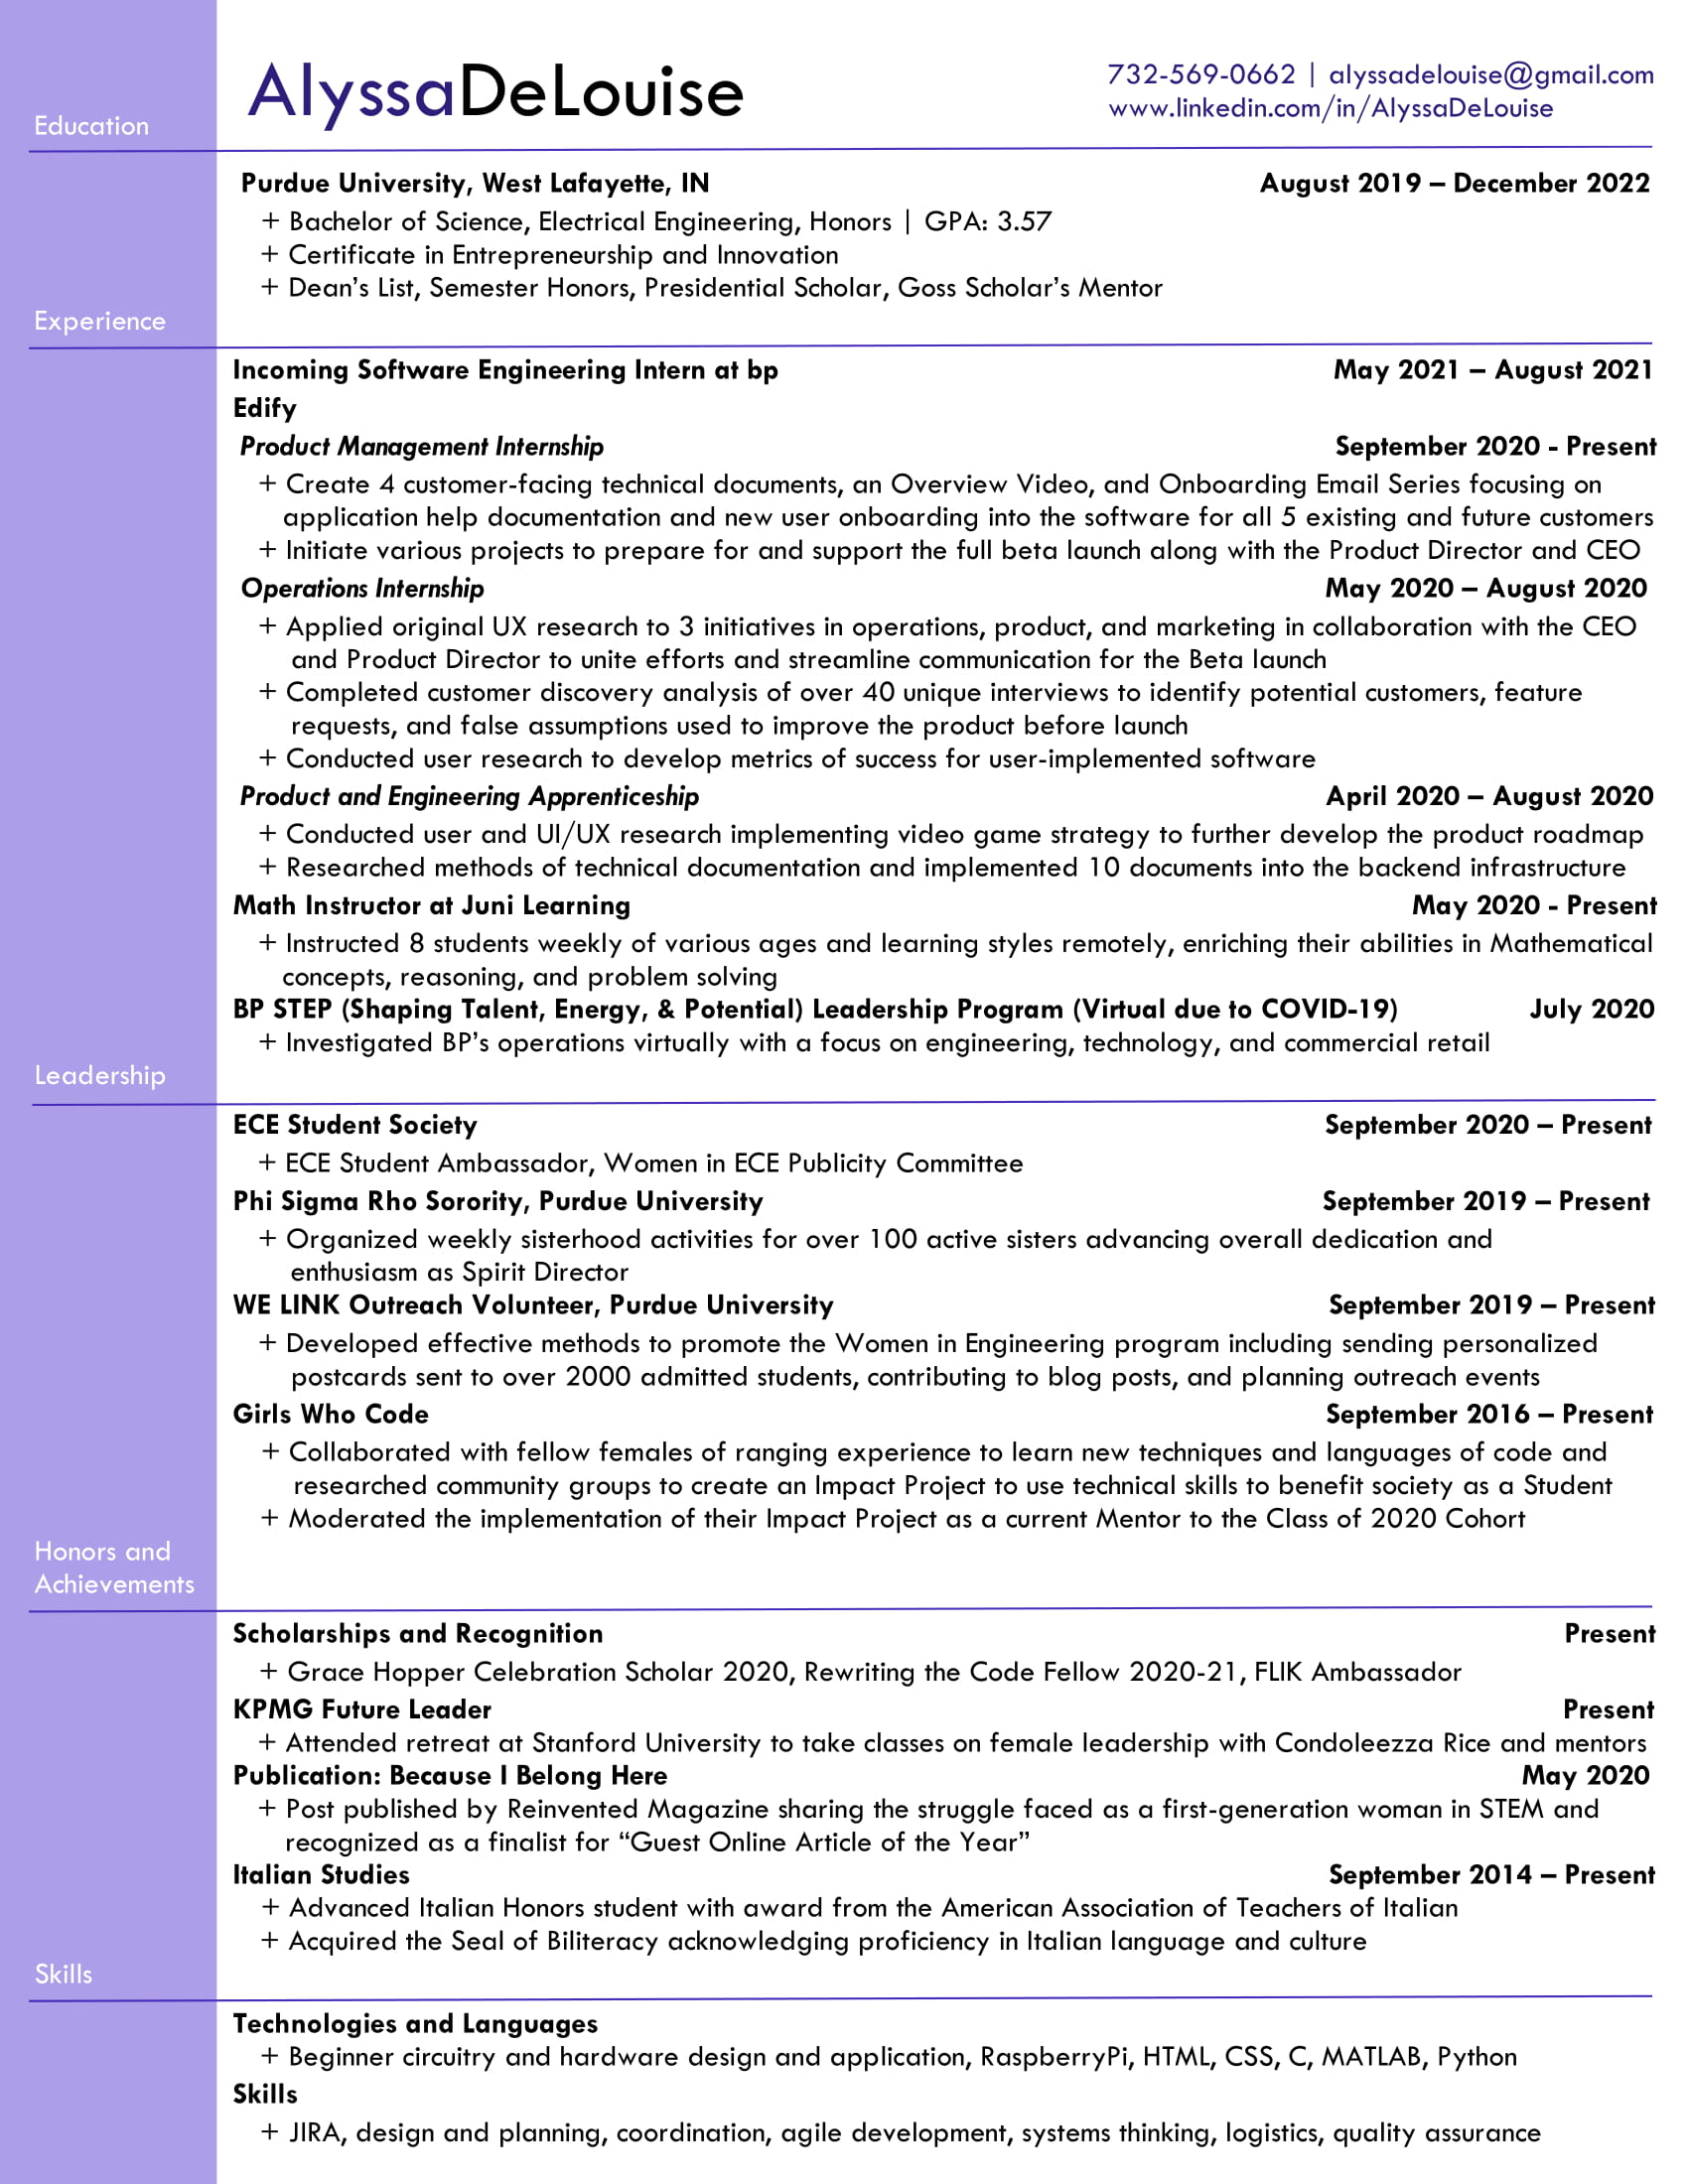 AlyssaDeLouise
732-569-0662 | alyssadelouise@gmail.com
www.linkedin.com/in/AlyssaDeLouise
Education
Purdue University, West Lafayette, IN August 2019 – December 2022
+ Bachelor of Science, Electrical Engineering, Honors | GPA: 3.57
+ Certificate in Entrepreneurship and Innovation
+ Dean’s List, Semester Honors, Presidential Scholar, Goss Scholar’s Mentor
Experience
Incoming Software Engineering Intern at bp May 2021 – August 2021
Edify
Product Management Internship September 2020 - Present
+ Create 4 customer-facing technical documents, an Overview Video, and Onboarding Email Series focusing on
application help documentation and new user onboarding into the software for all 5 existing and future customers
+ Initiate various projects to prepare for and support the full beta launch along with the Product Director and CEO
Operations Internship May 2020 – August 2020
+ Applied original UX research to 3 initiatives in operations, product, and marketing in collaboration with the CEO
and Product Director to unite efforts and streamline communication for the Beta launch
+ Completed customer discovery analysis of over 40 unique interviews to identify potential customers, feature
requests, and false assumptions used to improve the product before launch
+ Conducted user research to develop metrics of success for user-implemented software
Product and Engineering Apprenticeship April 2020 – August 2020
+ Conducted user and UI/UX research implementing video game strategy to further develop the product roadmap
+ Researched methods of technical documentation and implemented 10 documents into the backend infrastructure
Math Instructor at Juni Learning May 2020 - Present
+ Instructed 8 students weekly of various ages and learning styles remotely, enriching their abilities in Mathematical
concepts, reasoning, and problem solving
BP STEP (Shaping Talent, Energy, & Potential) Leadership Program (Virtual due to COVID-19) July 2020
+ Investigated BP’s operations virtually with a focus on engineering, technology, and commercial retail
Leadership
ECE Student Society September 2020 – Present
+ ECE Student Ambassador, Women in ECE Publicity Committee
Phi Sigma Rho Sorority, Purdue University September 2019 – Present
+ Organized weekly sisterhood activities for over 100 active sisters advancing overall dedication and
enthusiasm as Spirit Director
WE LINK Outreach Volunteer, Purdue University September 2019 – Present
+ Developed effective methods to promote the Women in Engineering program including sending personalized
postcards sent to over 2000 admitted students, contributing to blog posts, and planning outreach events
Girls Who Code September 2016 – Present
+ Collaborated with fellow females of ranging experience to learn new techniques and languages of code and
researched community groups to create an Impact Project to use technical skills to benefit society as a Student
+ Moderated the implementation of their Impact Project as a current Mentor to the Class of 2020 Cohort
Honors and
Achievements
Scholarships and Recognition Present
+ Grace Hopper Celebration Scholar 2020, Rewriting the Code Fellow 2020-21, FLIK Ambassador
KPMG Future Leader Present
+ Attended retreat at Stanford University to take classes on female leadership with Condoleezza Rice and mentors
Publication: Because I Belong Here May 2020
+ Post published by Reinvented Magazine sharing the struggle faced as a first-generation woman in STEM and
recognized as a finalist for “Guest Online Article of the Year”
Italian Studies September 2014 – Present
+ Advanced Italian Honors student with award from the American Association of Teachers of Italian
+ Acquired the Seal of Biliteracy acknowledging proficiency in Italian language and culture
Skills
Technologies and Languages
+ Beginner circuitry and hardware design and application, RaspberryPi, HTML, CSS, C, MATLAB, Python
Skills
+ JIRA, design and planning, coordination, agile development, systems thinking, logistics, quality assurance